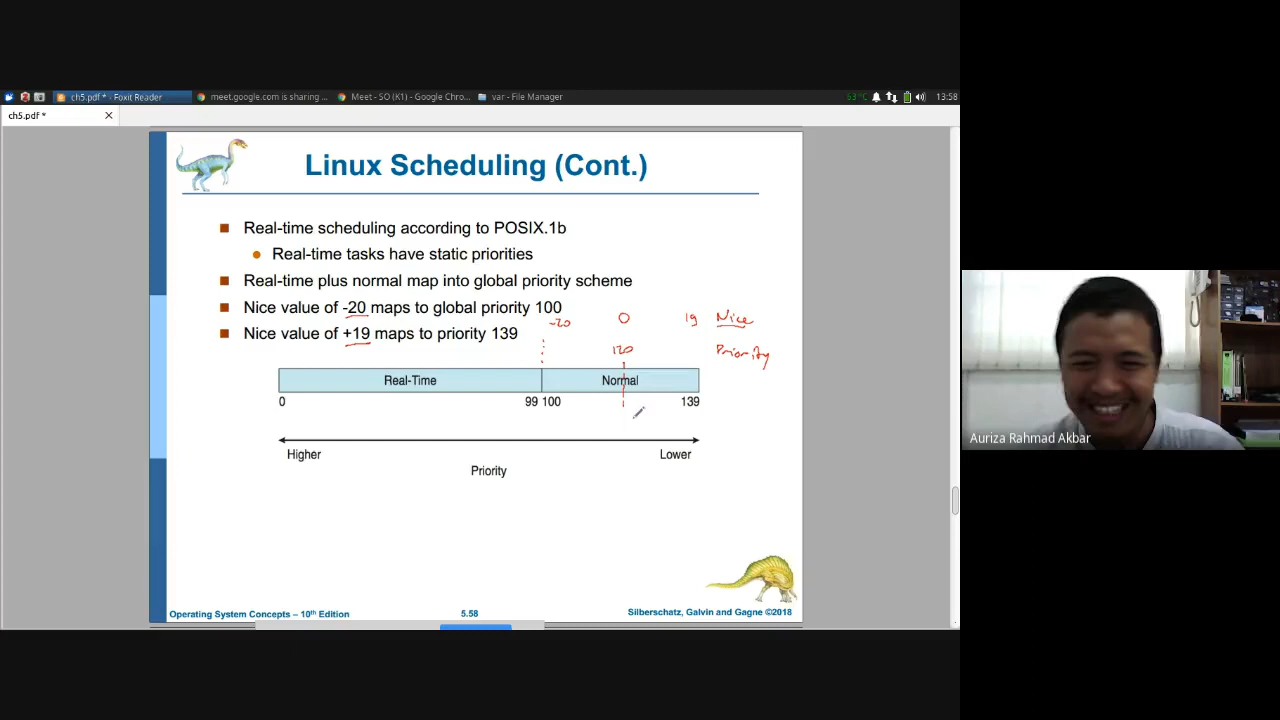 ch5.pdf * - Foxit Reader meet.google.com is sharing ... Meet - SO (K1) - Google Chro... var - File Manager 63°C 13:58
ch5.pdf *
Linux Scheduling (Cont.)
Real-time scheduling according to POSIX.1b
Real-time tasks have static priorities
Real-time plus normal map into global priority scheme
Nice value of -20 maps to global priority 100
-20 0 19 Nice
Nice value of +19 maps to priority 139
120 Priority
Real-Time Normal
0 99 100 139
Higher Lower
Priority
Auriza Rahmad Akbar
Operating System Concepts – 10th Edition 5.58 Silberschatz, Galvin and Gagne ©2018